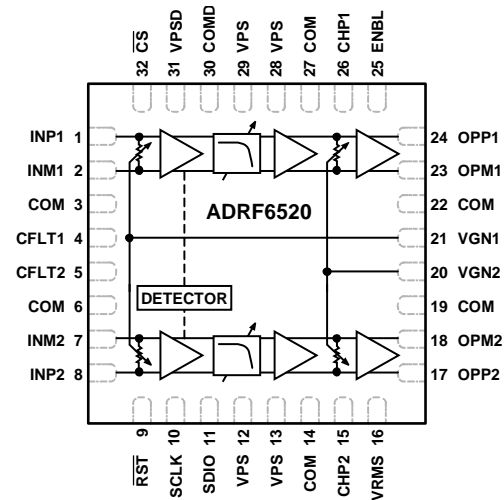 32 CS
31 VPSD
30 COMD
29 VPS
28 VPS
27 COM
26 CHP1
25 ENBL
INP1 1
INM1 2
COM 3
CFLT1 4
CFLT2 5
COM 6
INM2 7
INP2 8
ADRF6520
DETECTOR
24 OPP1
23 OPM1
22 COM
21 VGN1
20 VGN2
19 COM
18 OPM2
17 OPP2
RST 9
SCLK 10
SDIO 11
VPS 12
VPS 13
COM 14
CHP2 15
VRMS 16